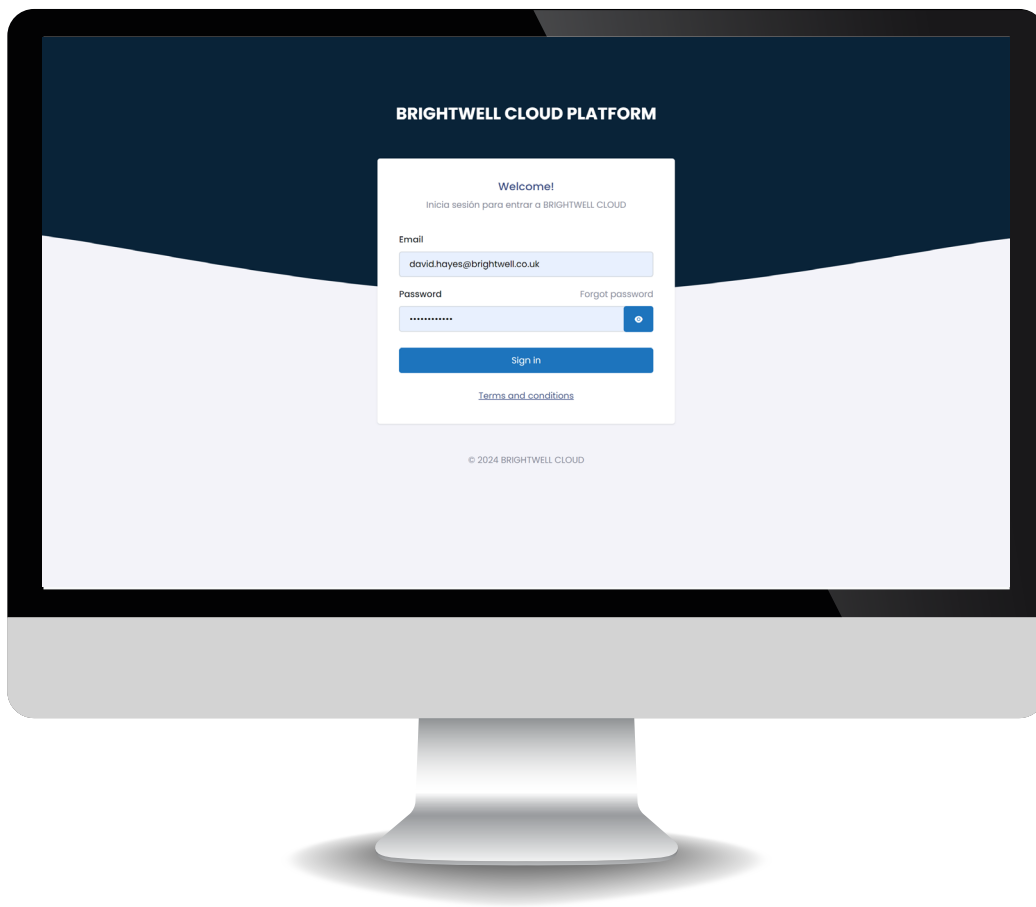 BRIGHTWELL CLOUD PLATFORM
Welcome!
Inicia sesión para entrar a BRIGHTWELL CLOUD
Email
david.hayes@brightwell.co.uk
Password Forgot password
••••••••••••
Sign in
Terms and conditions
© 2024 BRIGHTWELL CLOUD